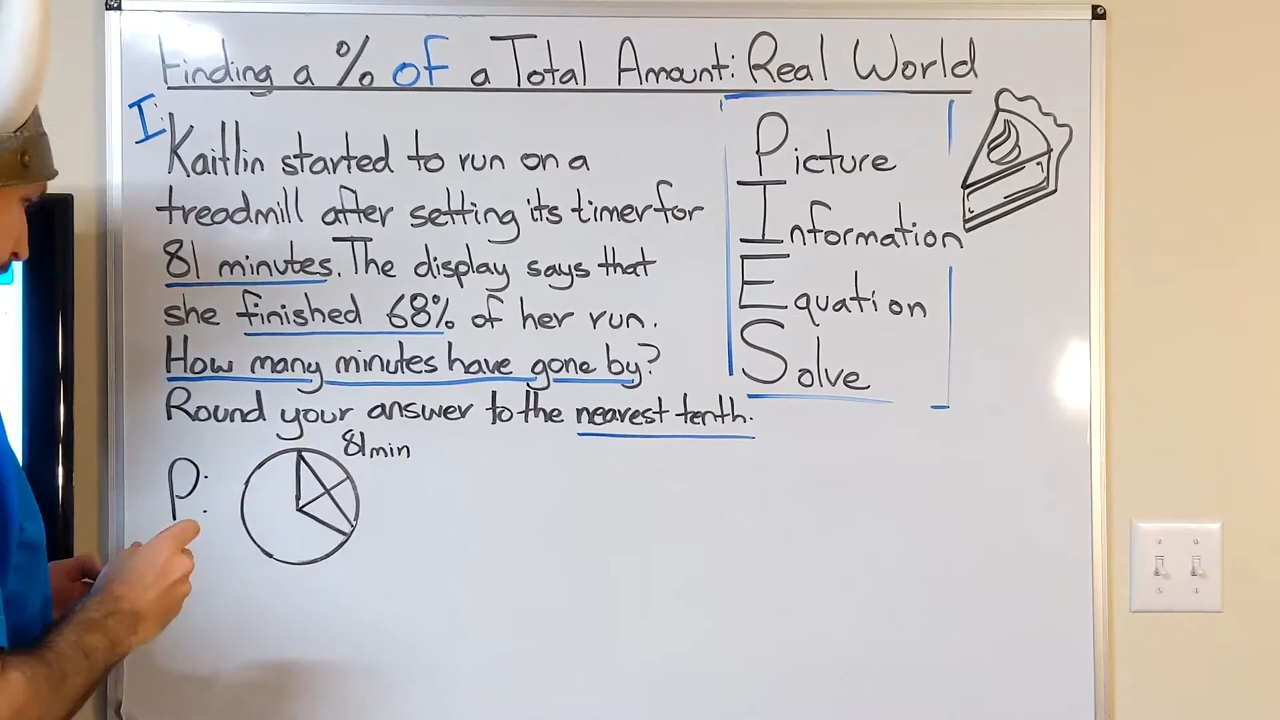 Finding a % of a Total Amount: Real World
I:
Kaitlin started to run on a
treadmill after setting its timer for
81 minutes. The display says that
she finished 68% of her run.
How many minutes have gone by?
Round your answer to the nearest tenth.
Picture
Information
Equation
Solve
P:
81min